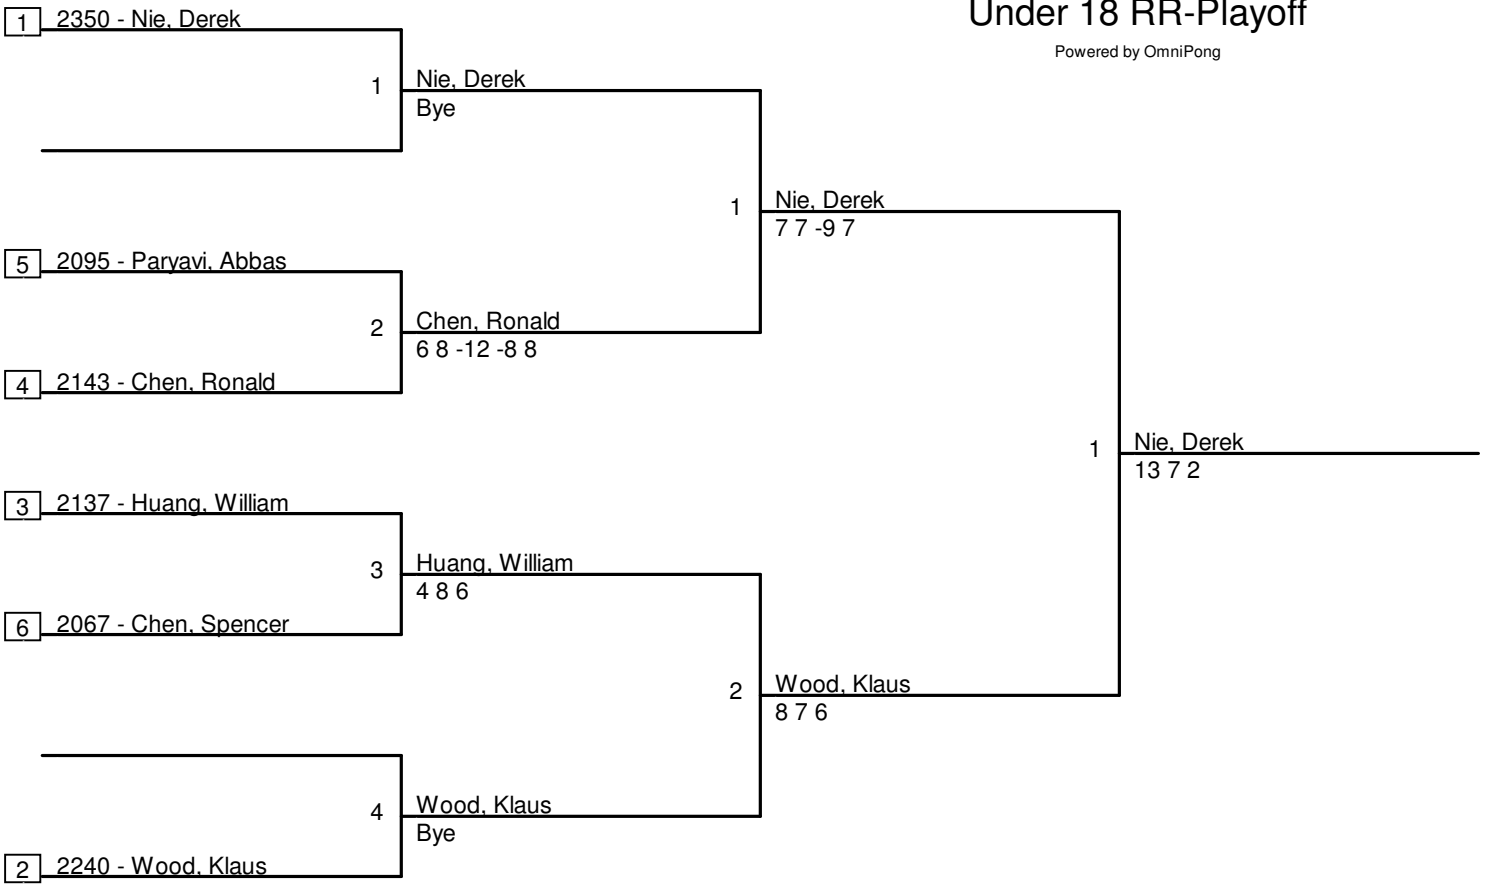 Under 18 RR-Playoff
Powered by OmniPong
1 2350 - Nie, Derek
1 Nie, Derek
Bye
1 Nie, Derek
7 7 -9 7
5 2095 - Paryavi, Abbas
2 Chen, Ronald
6 8 -12 -8 8
4 2143 - Chen, Ronald
1 Nie, Derek
13 7 2
3 2137 - Huang, William
3 Huang, William
4 8 6
6 2067 - Chen, Spencer
2 Wood, Klaus
8 7 6
4 Wood, Klaus
Bye
2 2240 - Wood, Klaus